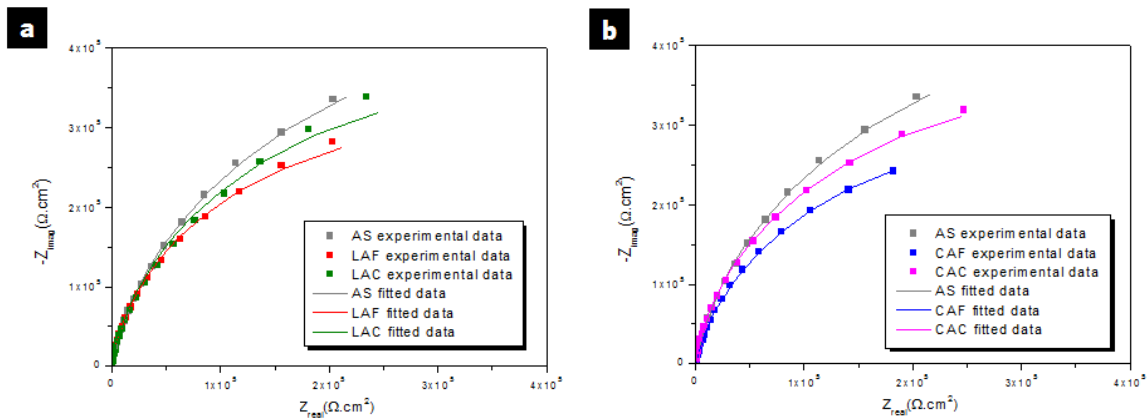 a
4x10⁵
3x10⁵
2x10⁵
1x10⁵
0
-Z_imag(Ω.cm²)
AS experimental data
LAF experimental data
LAC experimental data
AS fitted data
LAF fitted data
LAC fitted data
0
1x10⁵
2x10⁵
3x10⁵
4x10⁵
Z_real(Ω.cm²)
b
4x10⁵
3x10⁵
2x10⁵
1x10⁵
0
-Z_imag(Ω.cm²)
AS experimental data
CAF experimental data
CAC experimental data
AS fitted data
CAF fitted data
CAC fitted data
0
1x10⁵
2x10⁵
3x10⁵
4x10⁵
Z_real(Ω.cm²)